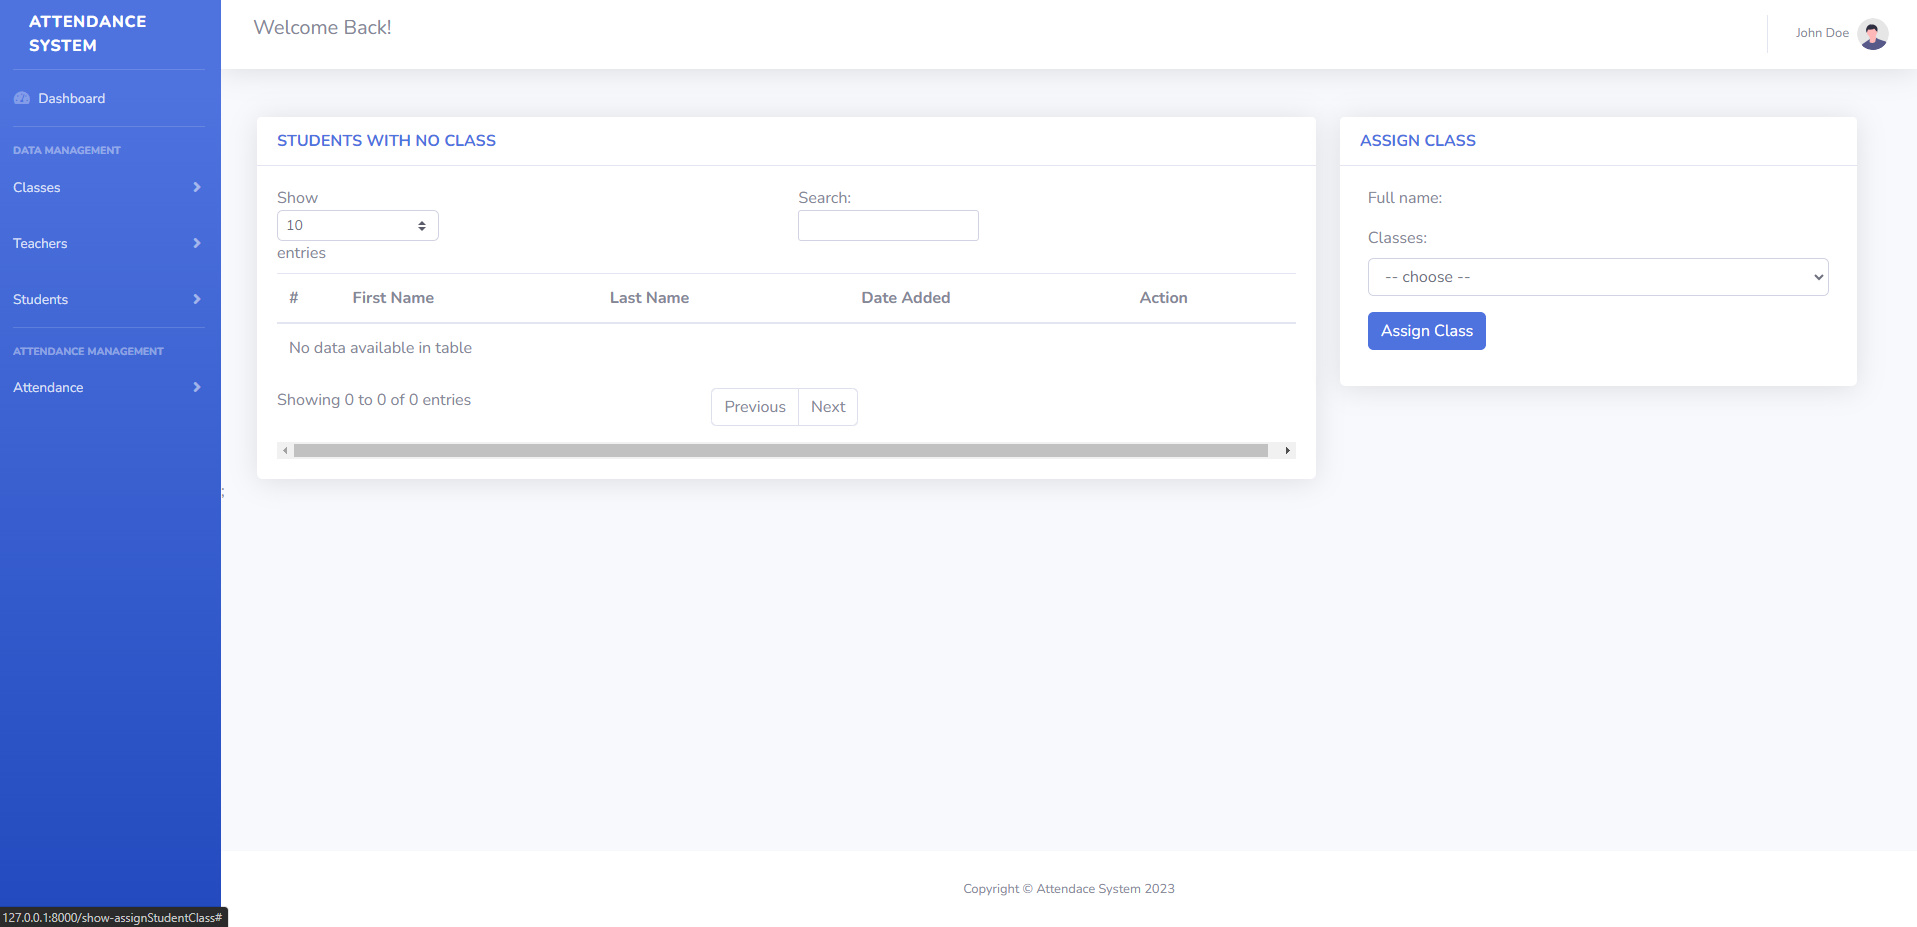 ATTENDANCE
SYSTEM
Dashboard
DATA MANAGEMENT
Classes
Teachers
Students
ATTENDANCE MANAGEMENT
Attendance
127.0.0.1:8000/show-assignStudentClass#
Welcome Back!
John Doe
;
STUDENTS WITH NO CLASS
Show
10
entries
Search:
# First Name Last Name Date Added Action
No data available in table
Showing 0 to 0 of 0 entries
Previous Next
ASSIGN CLASS
Full name:
Classes:
-- choose --
Assign Class
Copyright © Attendace System 2023